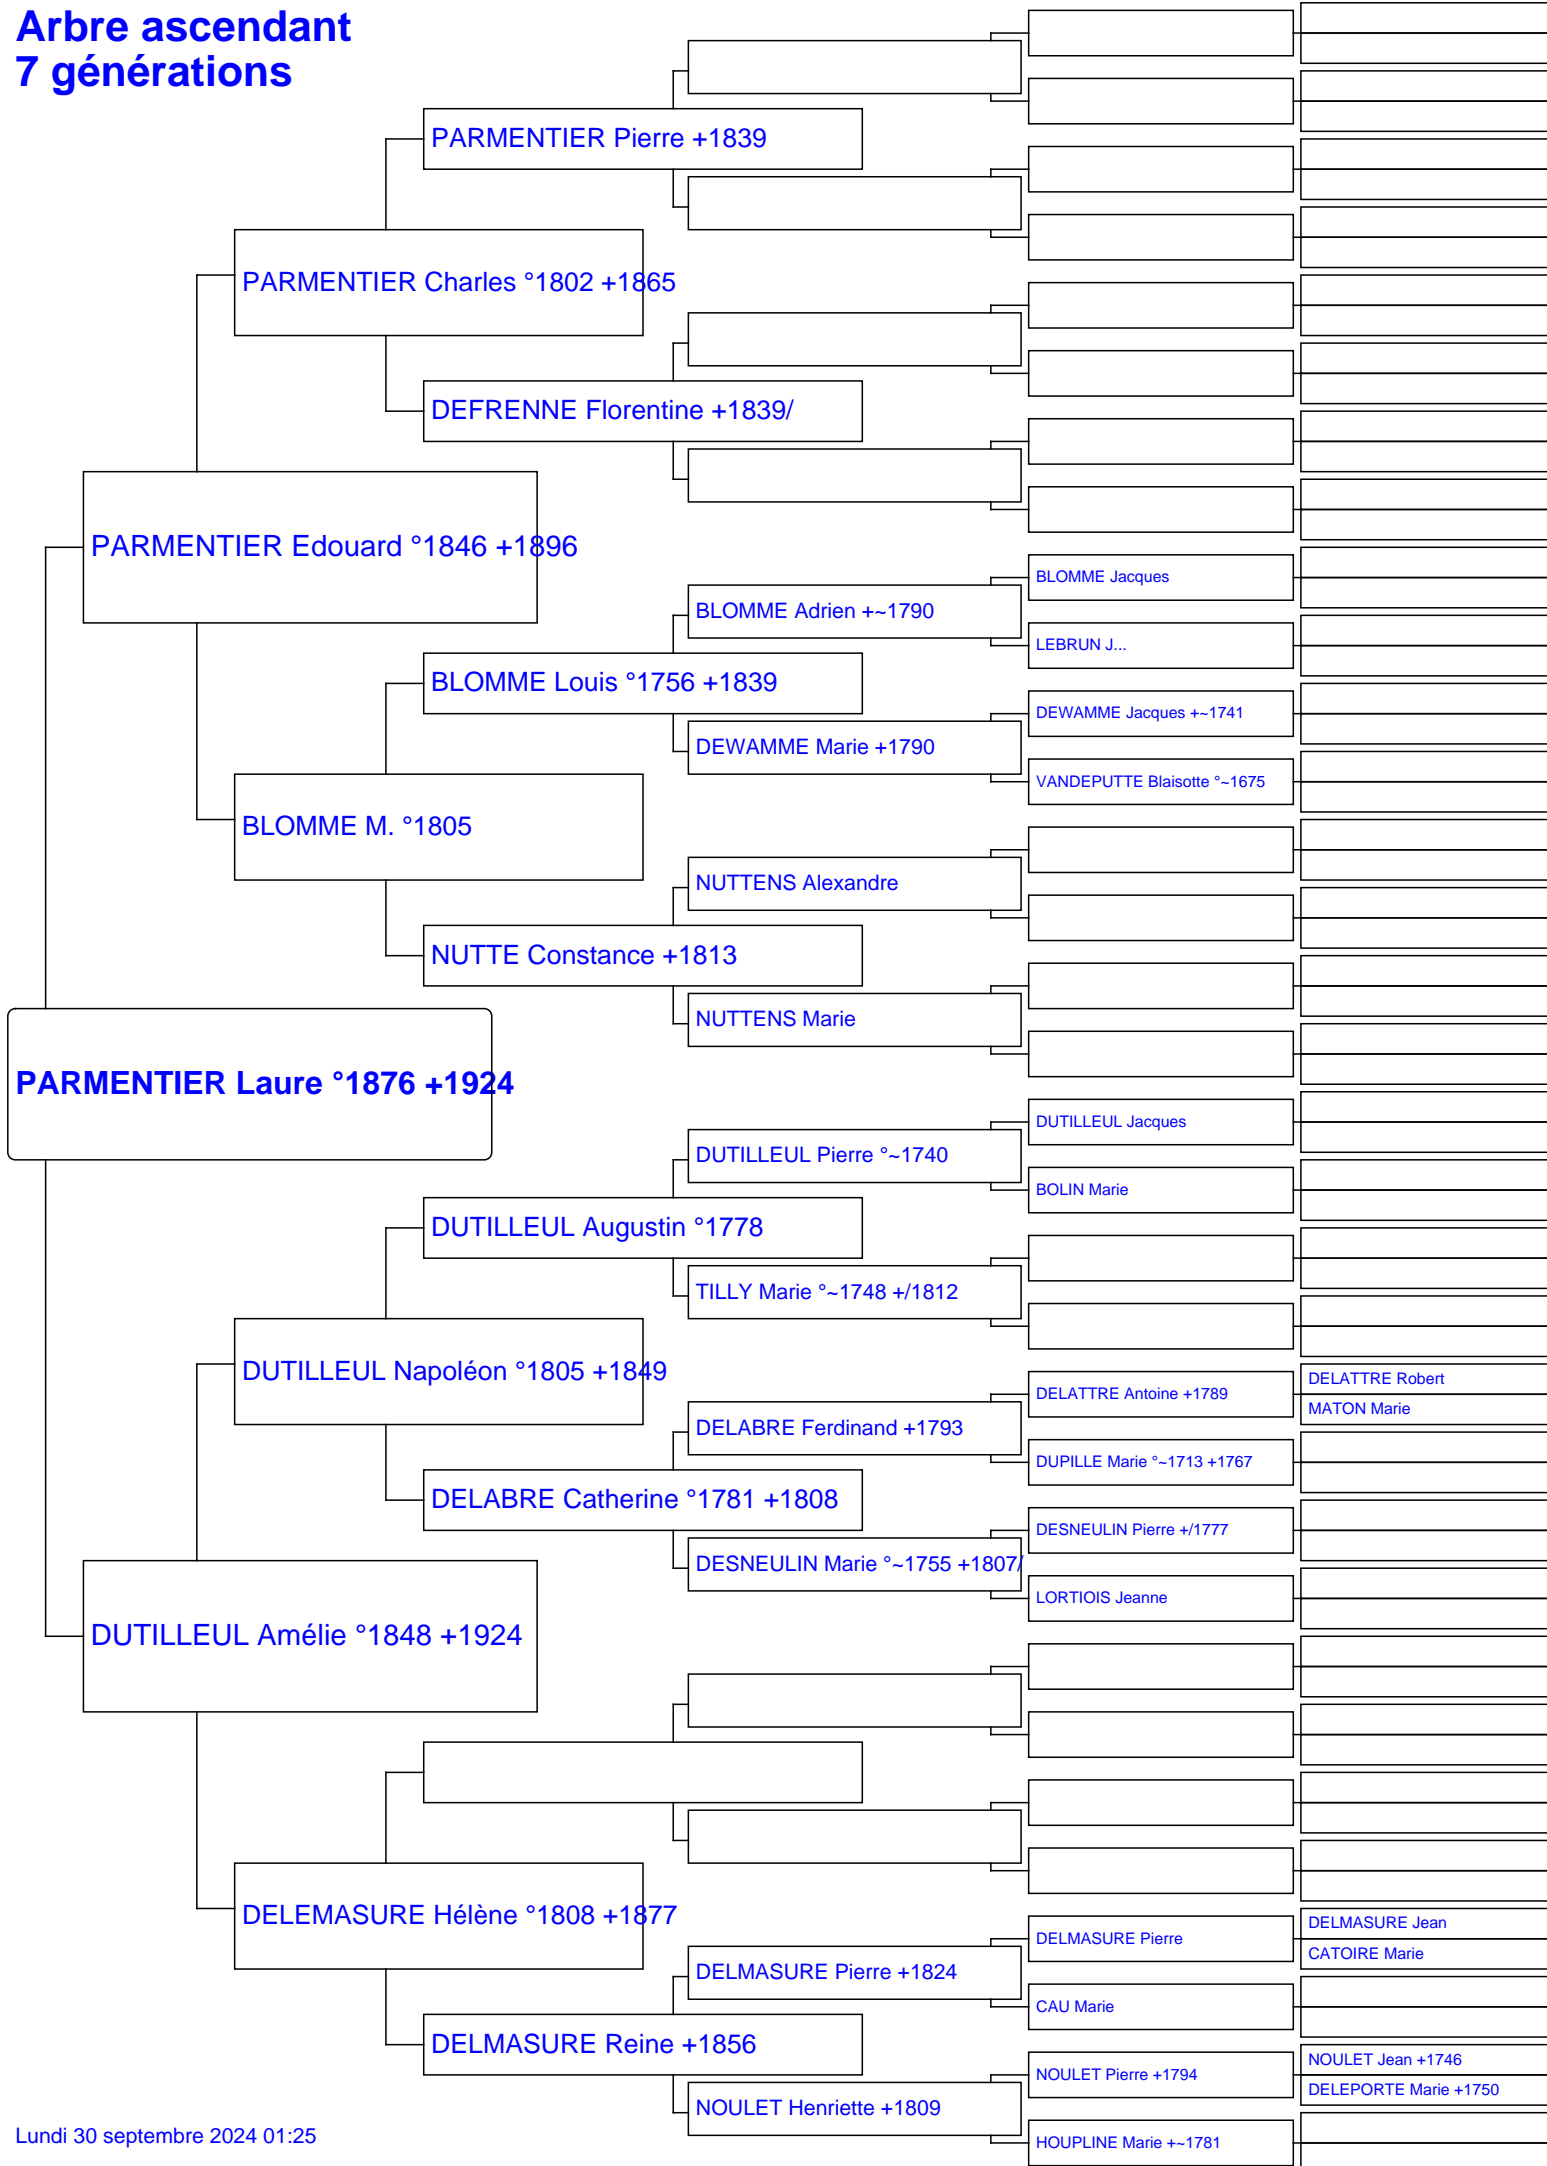 Arbre ascendant
7 générations
PARMENTIER Pierre +1839
PARMENTIER Charles °1802 +1865
DEFRENNE Florentine +1839/
PARMENTIER Edouard °1846 +1896
BLOMME Jacques
BLOMME Adrien +~1790
LEBRUN J...
BLOMME Louis °1756 +1839
DEWAMME Jacques +~1741
DEWAMME Marie +1790
VANDEPUTTE Blaisotte °~1675
BLOMME M. °1805
NUTTENS Alexandre
NUTTE Constance +1813
NUTTENS Marie
PARMENTIER Laure °1876 +1924
DUTILLEUL Jacques
DUTILLEUL Pierre °~1740
BOLIN Marie
DUTILLEUL Augustin °1778
TILLY Marie °~1748 +/1812
DUTILLEUL Napoléon °1805 +1849
DELATTRE Robert
DELATTRE Antoine +1789
MATON Marie
DELABRE Ferdinand +1793
DUPILLE Marie °~1713 +1767
DELABRE Catherine °1781 +1808
DESNEULIN Pierre +/1777
DESNEULIN Marie °~1755 +1807/
LORTIOIS Jeanne
DUTILLEUL Amélie °1848 +1924
DELEMASURE Hélène °1808 +1877
DELMASURE Jean
DELMASURE Pierre
CATOIRE Marie
DELMASURE Pierre +1824
CAU Marie
DELMASURE Reine +1856
NOULET Jean +1746
NOULET Pierre +1794
DELEPORTE Marie +1750
NOULET Henriette +1809
HOUPLINE Marie +~1781
Lundi 30 septembre 2024 01:25